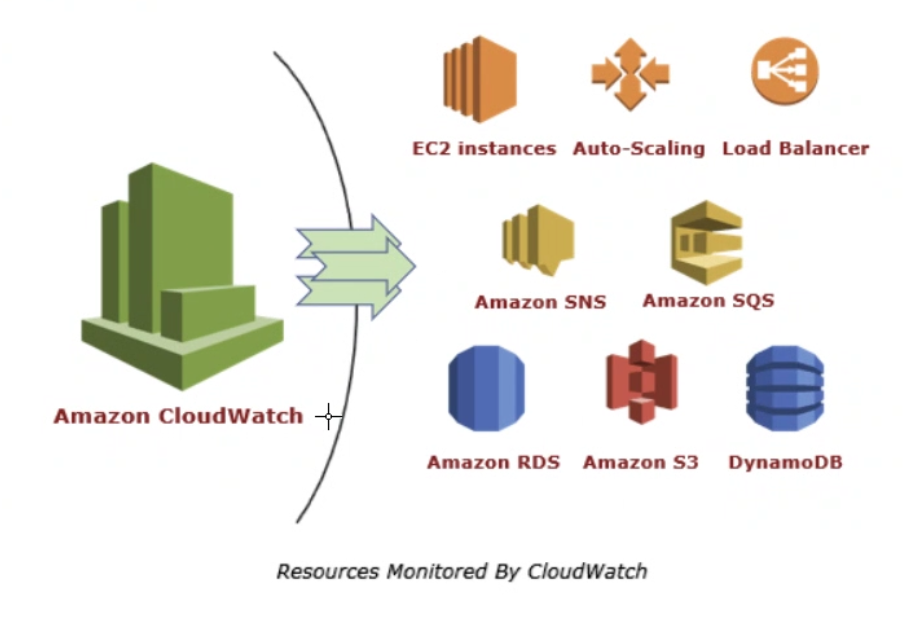 EC2 instances Auto-Scaling Load Balancer
Amazon SNS Amazon SQS
Amazon CloudWatch
Amazon RDS Amazon S3 DynamoDB
Resources Monitored By CloudWatch